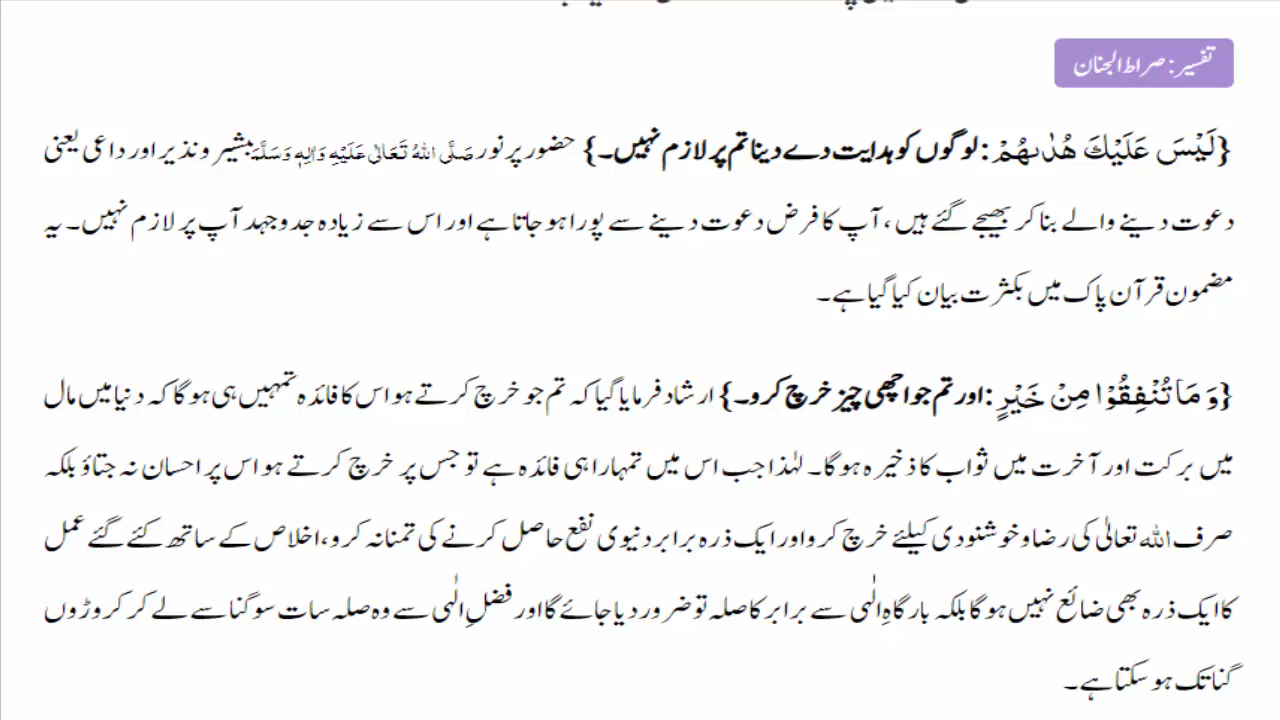 تفسیر: صراط الجنان
{لَیْسَ عَلَیْكَ هُدٰىهُمْ: لوگوں کو ہدایت دے دینا تم پر لازم نہیں۔} حضور پر نور صَلَّی اللہُ تَعَالٰی عَلَیْہِ وَاٰلِہٖ وَسَلَّمَ بشیر و نذیر اور داعی یعنی
دعوت دینے والے بنا کر بھیجے گئے ہیں، آپ کا فرض دعوت دینے سے پورا ہو جاتا ہے اور اس سے زیادہ جدوجہد آپ پر لازم نہیں۔ یہ
مضمون قرآن پاک میں بکثرت بیان کیا گیا ہے۔
{وَ مَا تُنْفِقُوْا مِنْ خَیْرٍ: اور تم جو اچھی چیز خرچ کرو۔} ارشاد فرمایا گیا کہ تم جو خرچ کرتے ہو اس کا فائدہ تمہیں ہی ہوگا کہ دنیا میں مال
میں برکت اور آخرت میں ثواب کا ذخیرہ ہوگا۔ لہٰذا جب اس میں تمہارا ہی فائدہ ہے تو جس پر خرچ کرتے ہو اس پر احسان نہ جتاؤ بلکہ
صرف اللہ تعالٰی کی رضا و خوشنودی کیلئے خرچ کرو اور ایک ذرہ برابر دنیوی نفع حاصل کرنے کی تمنا نہ کرو، اخلاص کے ساتھ کئے گئے عمل
کا ایک ذرہ بھی ضائع نہیں ہوگا بلکہ بارگاہِ الٰہی سے برابر کا صلہ تو ضرور دیا جائے گا اور فضلِ الٰہی سے وہ صلہ سات سو گنا سے لے کر کروڑوں
گنا تک ہو سکتا ہے۔